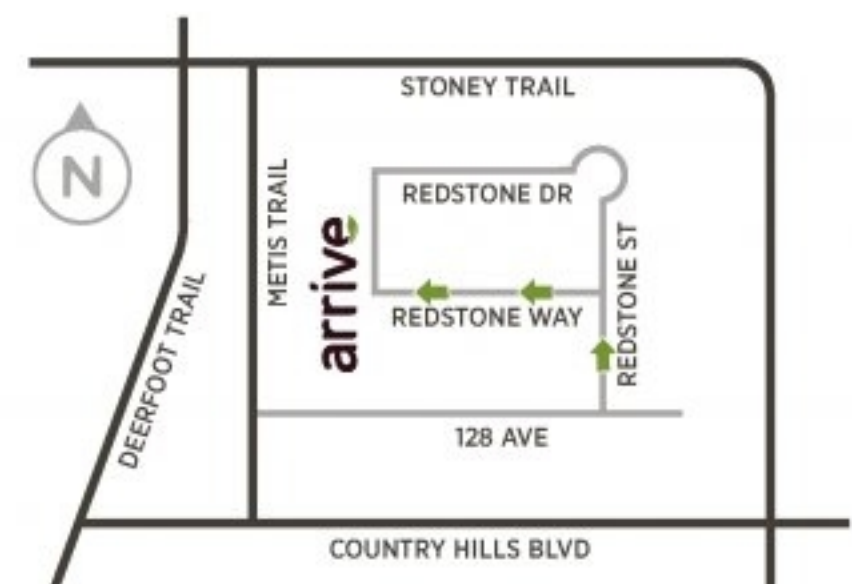 STONEY TRAIL
N
METIS TRAIL
REDSTONE DR
arrive
REDSTONE ST
REDSTONE WAY
DEERFOOT TRAIL
128 AVE
COUNTRY HILLS BLVD